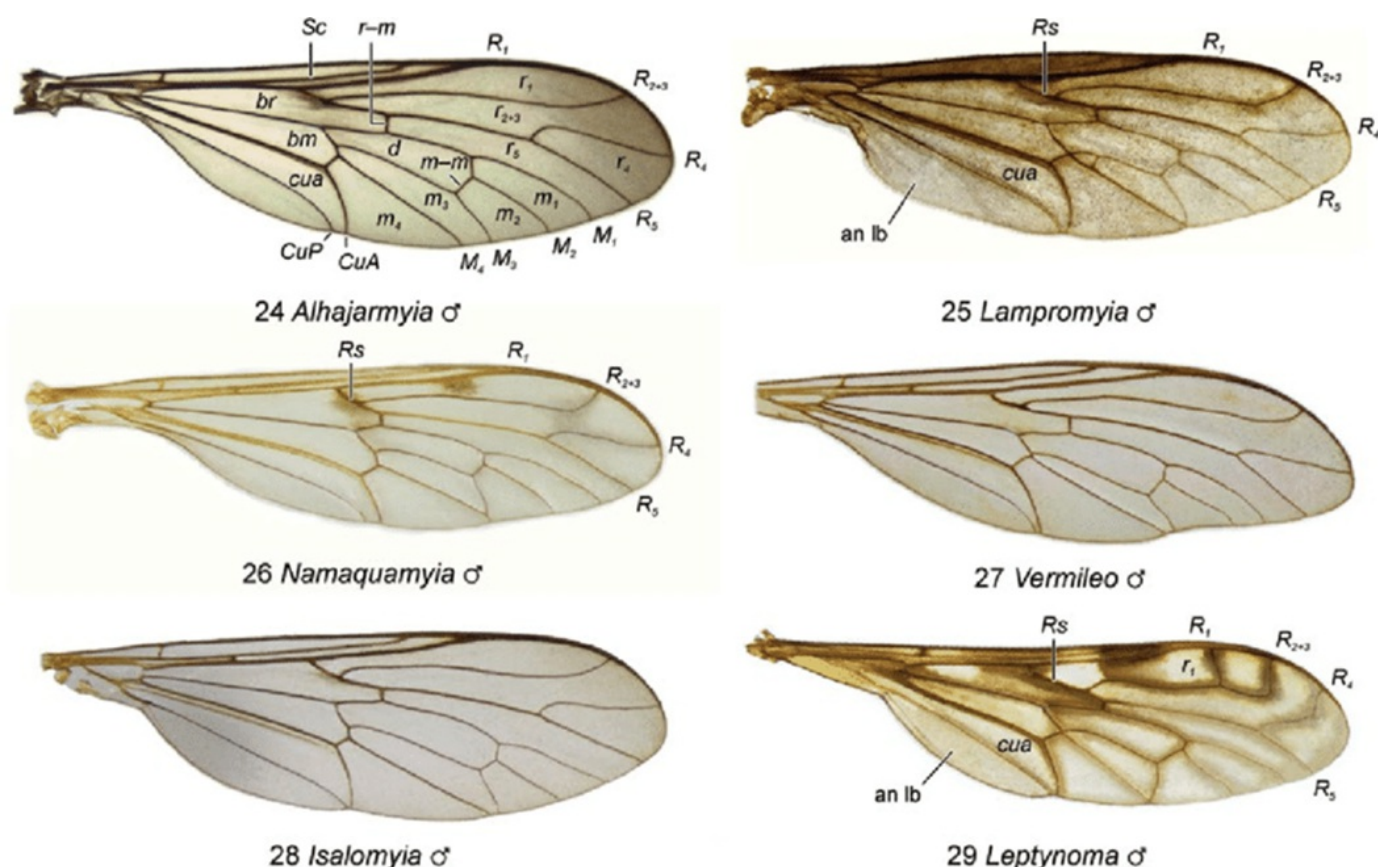 Sc r–m R₁
R₂₊₃
br r₁
r₂₊₃
bm d r₅ r₄ R₄
m–m
cua m₃ m₁
m₄ m₂ R₅
CuP CuA M₄ M₃ M₂ M₁
24 Alhajarmyia ♂
Rs R₁
R₂₊₃
R₄
cua
R₅
an lb
25 Lampromyia ♂
Rs R₁
R₂₊₃
R₄
R₅
26 Namaquamyia ♂
27 Vermileo ♂
28 Isalomyia ♂
Rs R₁
R₂₊₃
r₁ R₄
cua
an lb R₅
29 Leptynoma ♂